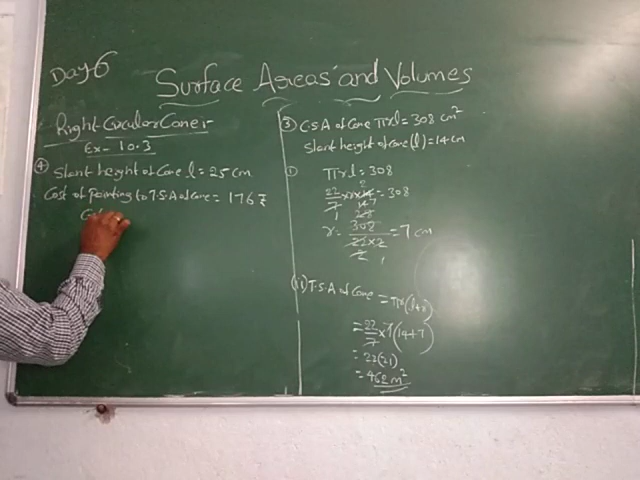 Day-6
Surface Areas and Volumes
Right Circular Cone:-
Ex- 10.3
④ Slant height of Cone l = 25 cm
Cost of Painting to T.S.A of Cone = 176 ₹
③ C.S.A of Cone πrl = 308 cm²
Slant height of Cone (l) = 14 cm
① πrl = 308
22/7 × r × 14 = 308
r = 308 / 22×2 = 7 cm
(ii) T.S.A of Cone = πr(l+r)
= 22/7 × 7 (14+7)
= 22(21)
= 462 m²